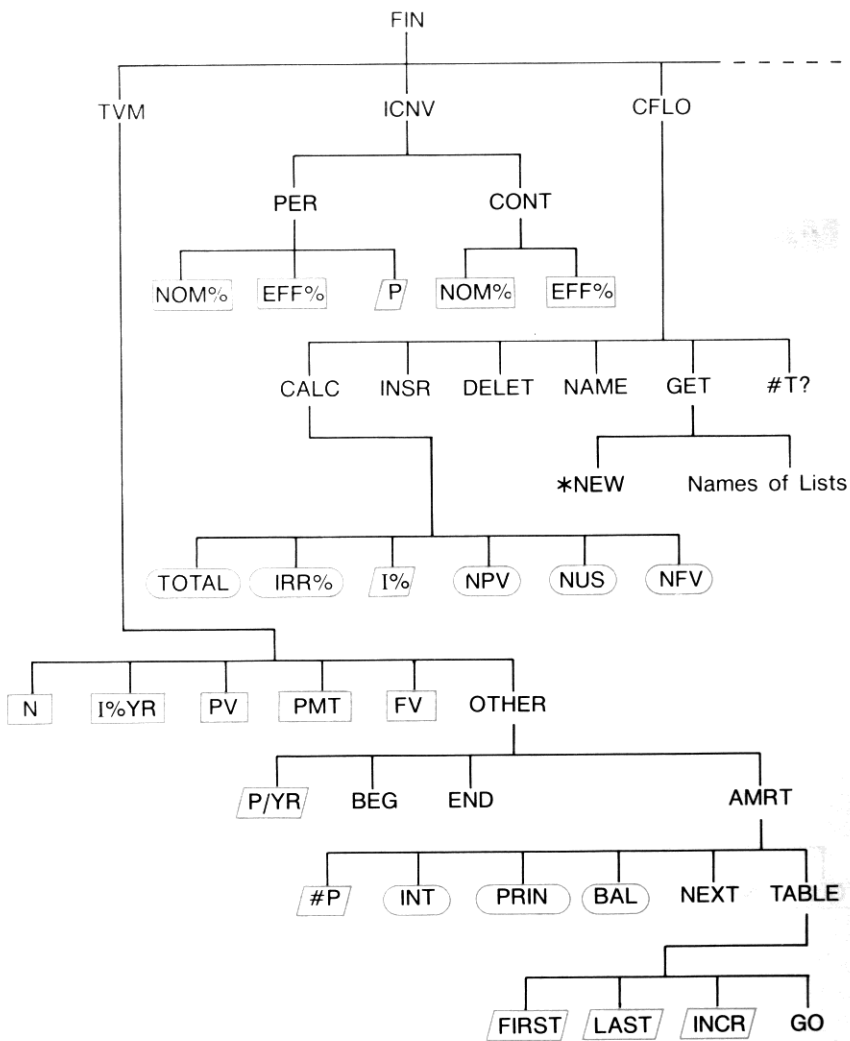 FIN
TVM ICNV CFLO
PER CONT
NOM% EFF% P NOM% EFF%
CALC INSR DELET NAME GET #T?
*NEW Names of Lists
TOTAL IRR% I% NPV NUS NFV
N I%YR PV PMT FV OTHER
P/YR BEG END AMRT
#P INT PRIN BAL NEXT TABLE
FIRST LAST INCR GO